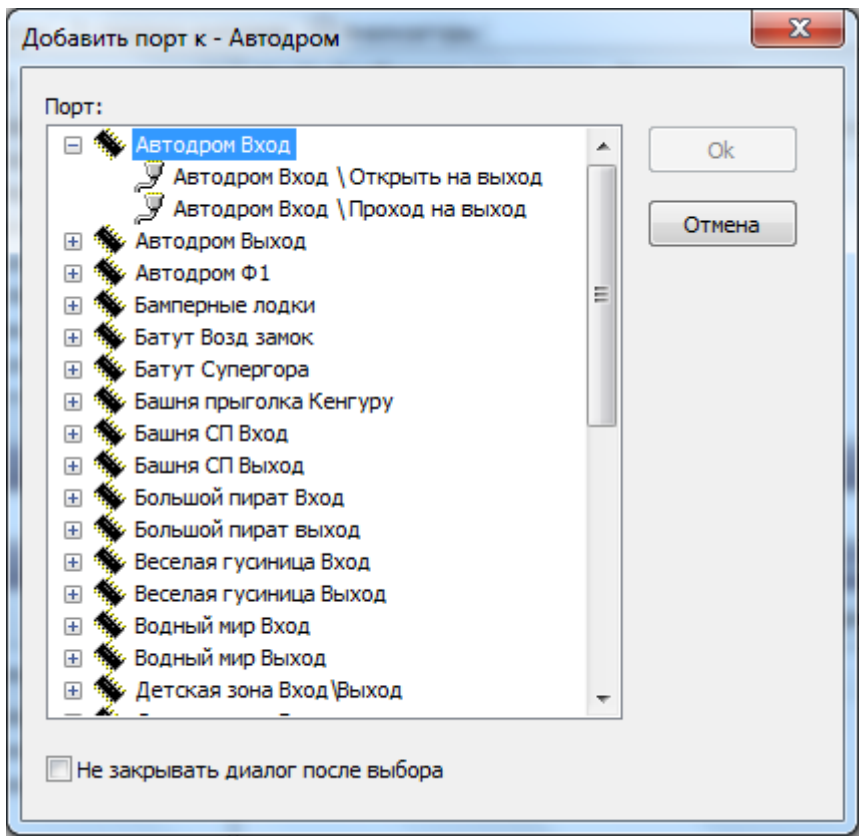 Добавить порт к - Автодром
Порт:
Автодром Вход
Автодром Вход \Открыть на выход
Автодром Вход \Проход на выход
Автодром Выход
Автодром Ф1
Бамперные лодки
Батут Возд замок
Батут Супергора
Башня прыголка Кенгуру
Башня СП Вход
Башня СП Выход
Большой пират Вход
Большой пират выход
Веселая гусиница Вход
Веселая гусиница Выход
Водный мир Вход
Водный мир Выход
Детская зона Вход\Выход
Ok
Отмена
Не закрывать диалог после выбора